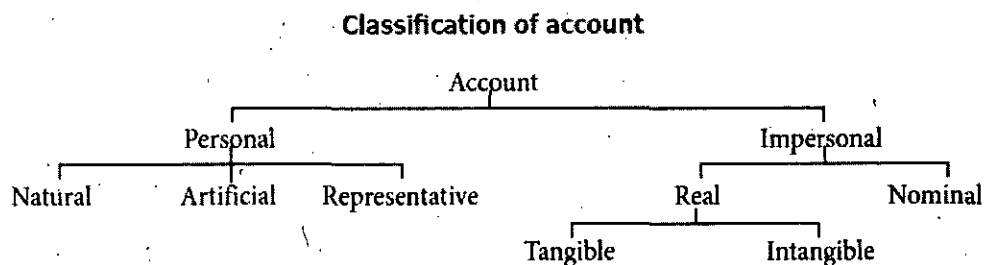 Classification of account
Account
Personal Impersonal
Natural Artificial Representative Real Nominal
Tangible Intangible